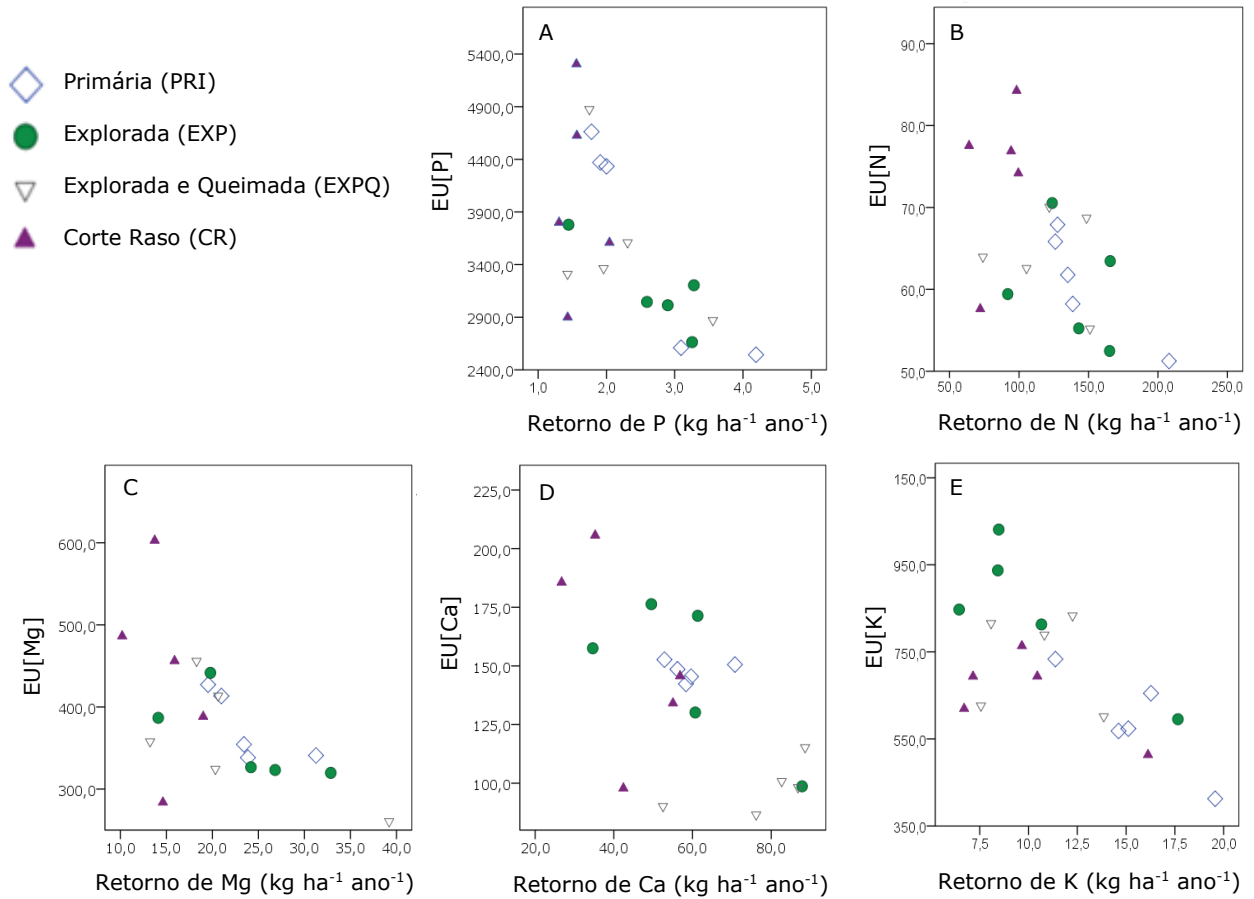 Primária (PRI)
Explorada (EXP)
Explorada e Queimada (EXPQ)
Corte Raso (CR)
A
EU[P]
5400,0
4900,0
4400,0
3900,0
3400,0
2900,0
2400,0
1,0 2,0 3,0 4,0 5,0
Retorno de P (kg ha⁻¹ ano⁻¹)
B
EU[N]
90,0
80,0
70,0
60,0
50,0
50,0 100,0 150,0 200,0 250,0
Retorno de N (kg ha⁻¹ ano⁻¹)
C
EU[Mg]
600,0
500,0
400,0
300,0
10,0 15,0 20,0 25,0 30,0 35,0 40,0
Retorno de Mg (kg ha⁻¹ ano⁻¹)
D
EU[Ca]
225,0
200,0
175,0
150,0
125,0
100,0
20,0 40,0 60,0 80,0
Retorno de Ca (kg ha⁻¹ ano⁻¹)
E
EU[K]
150,0
950,0
750,0
550,0
350,0
7,5 10,0 12,5 15,0 17,5 20,0
Retorno de K (kg ha⁻¹ ano⁻¹)